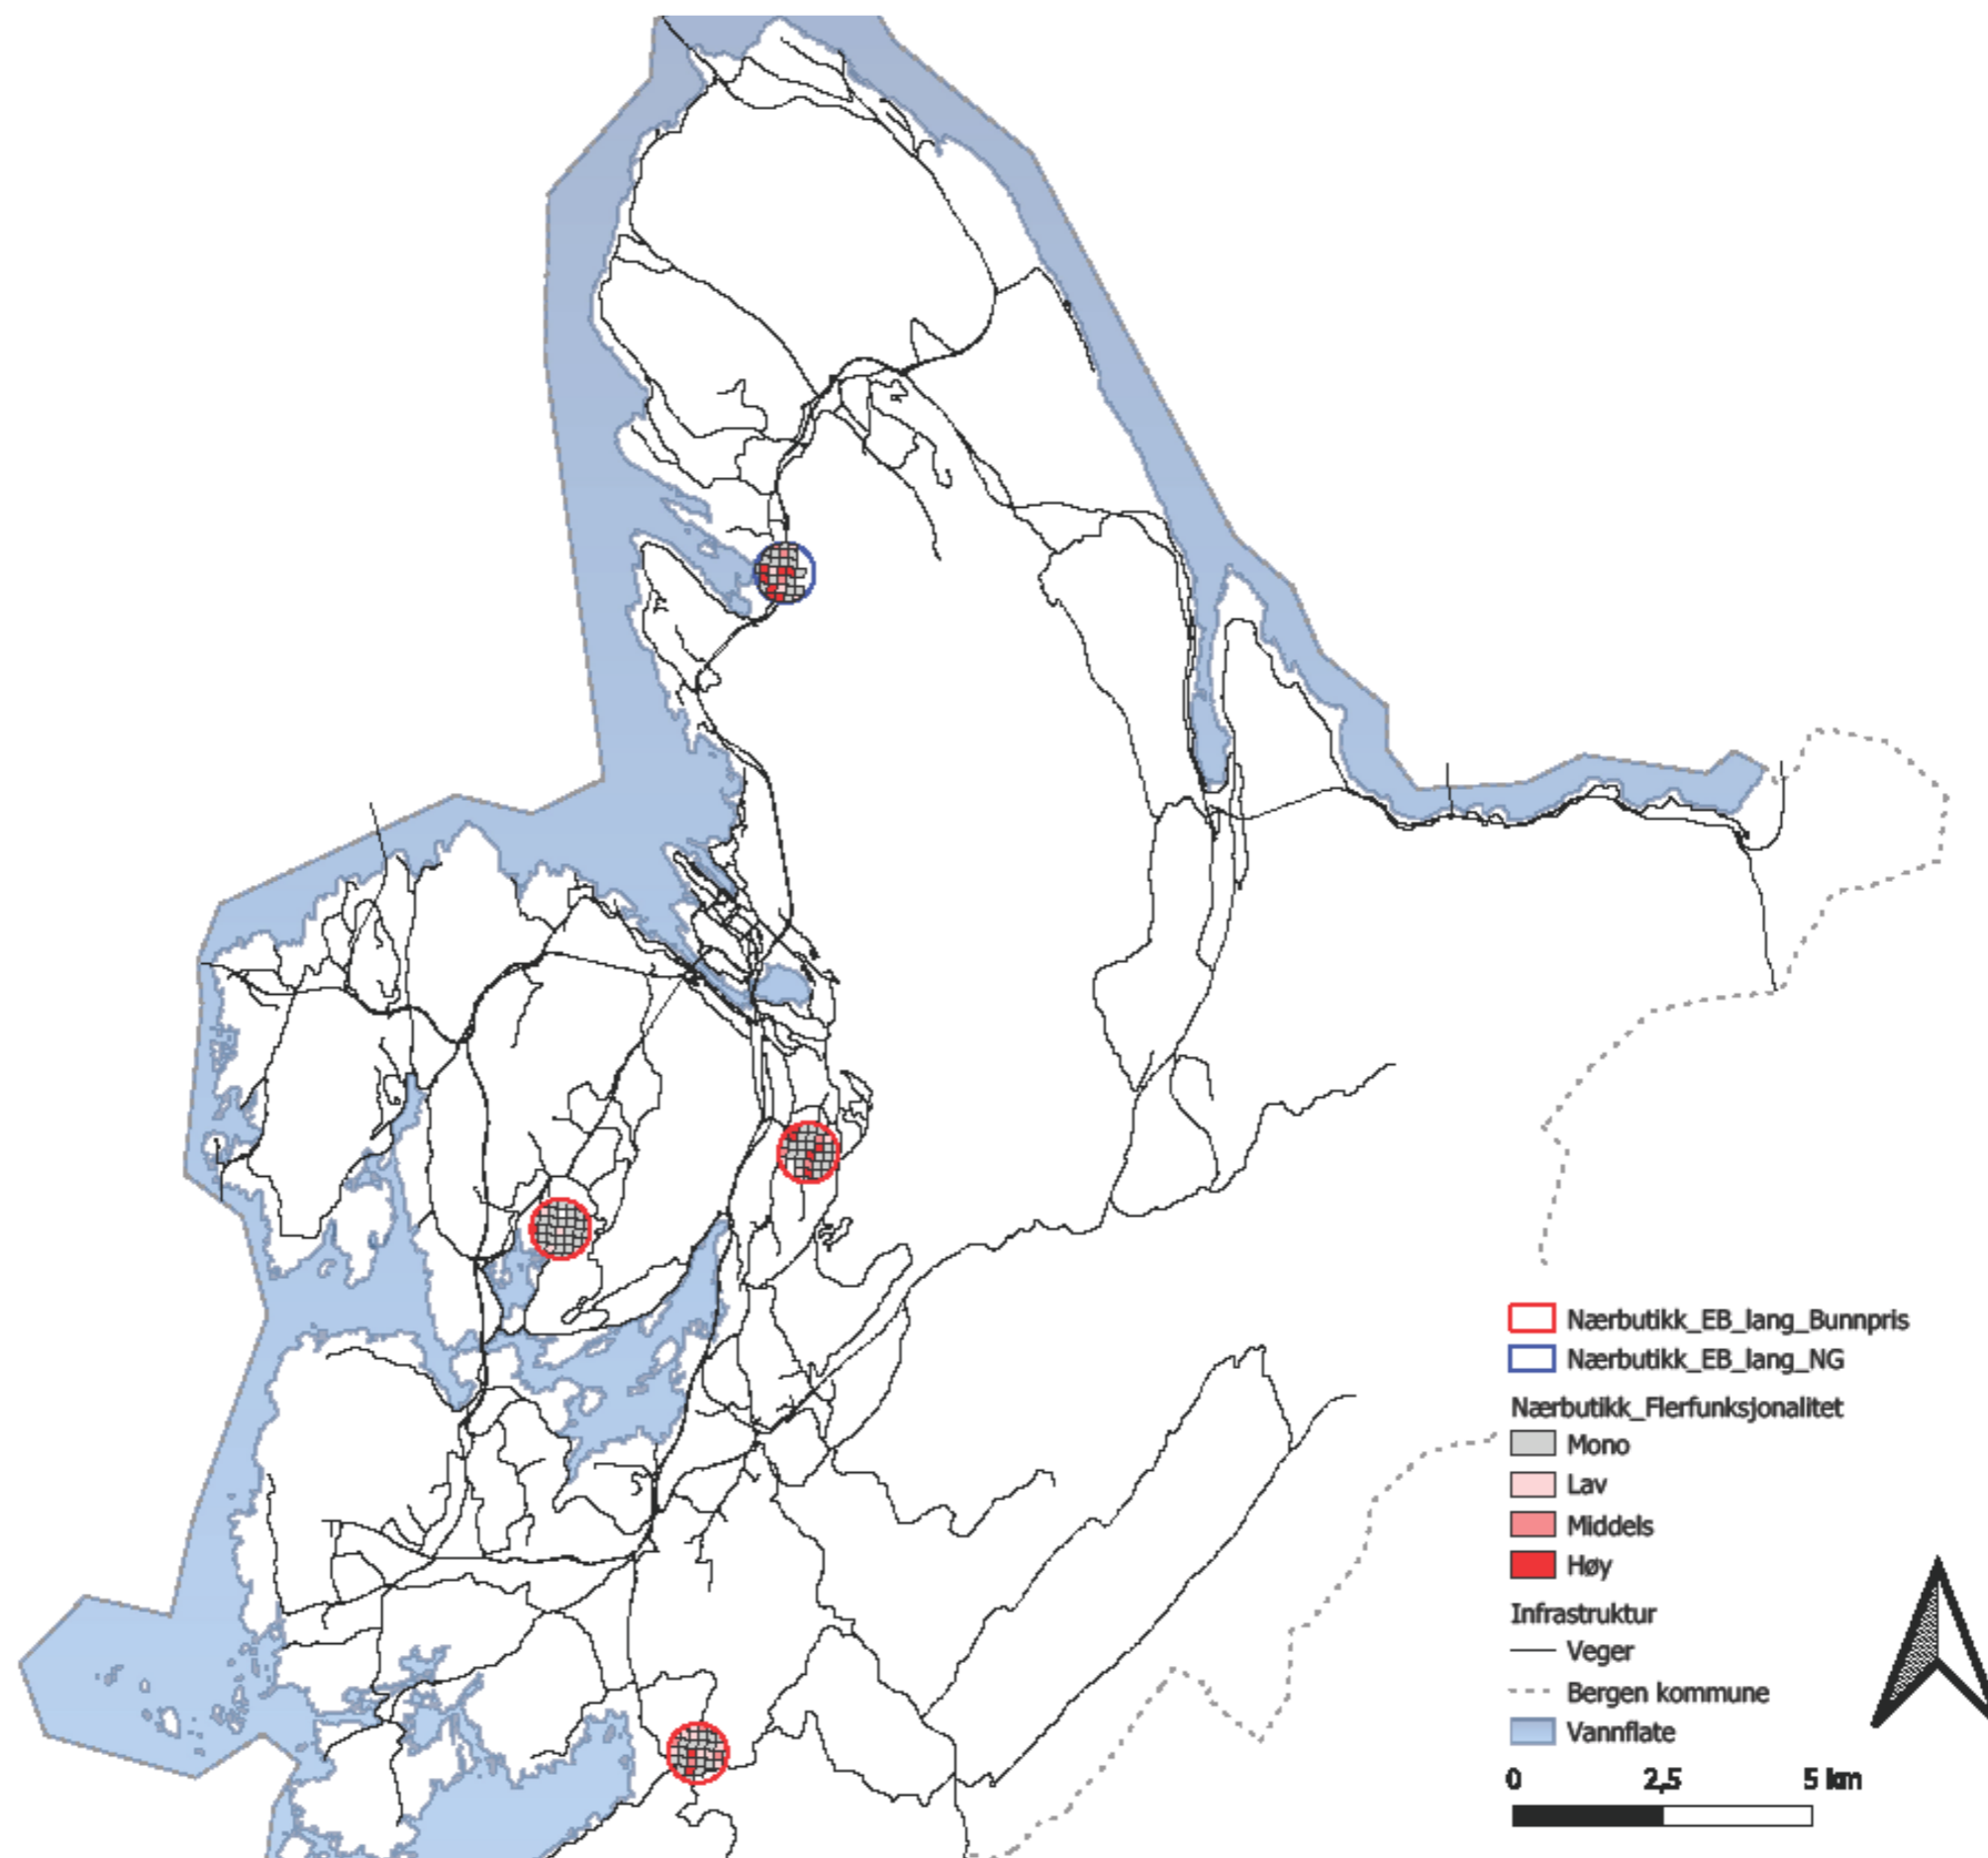 Nærbutikk_EB_lang_Bunnpris
Nærbutikk_EB_lang_NG
Nærbutikk_Flerfunksjonalitet
Mono
Lav
Middels
Høy
Infrastruktur
Veger
Bergen kommune
Vannflate
0 2,5 5 km